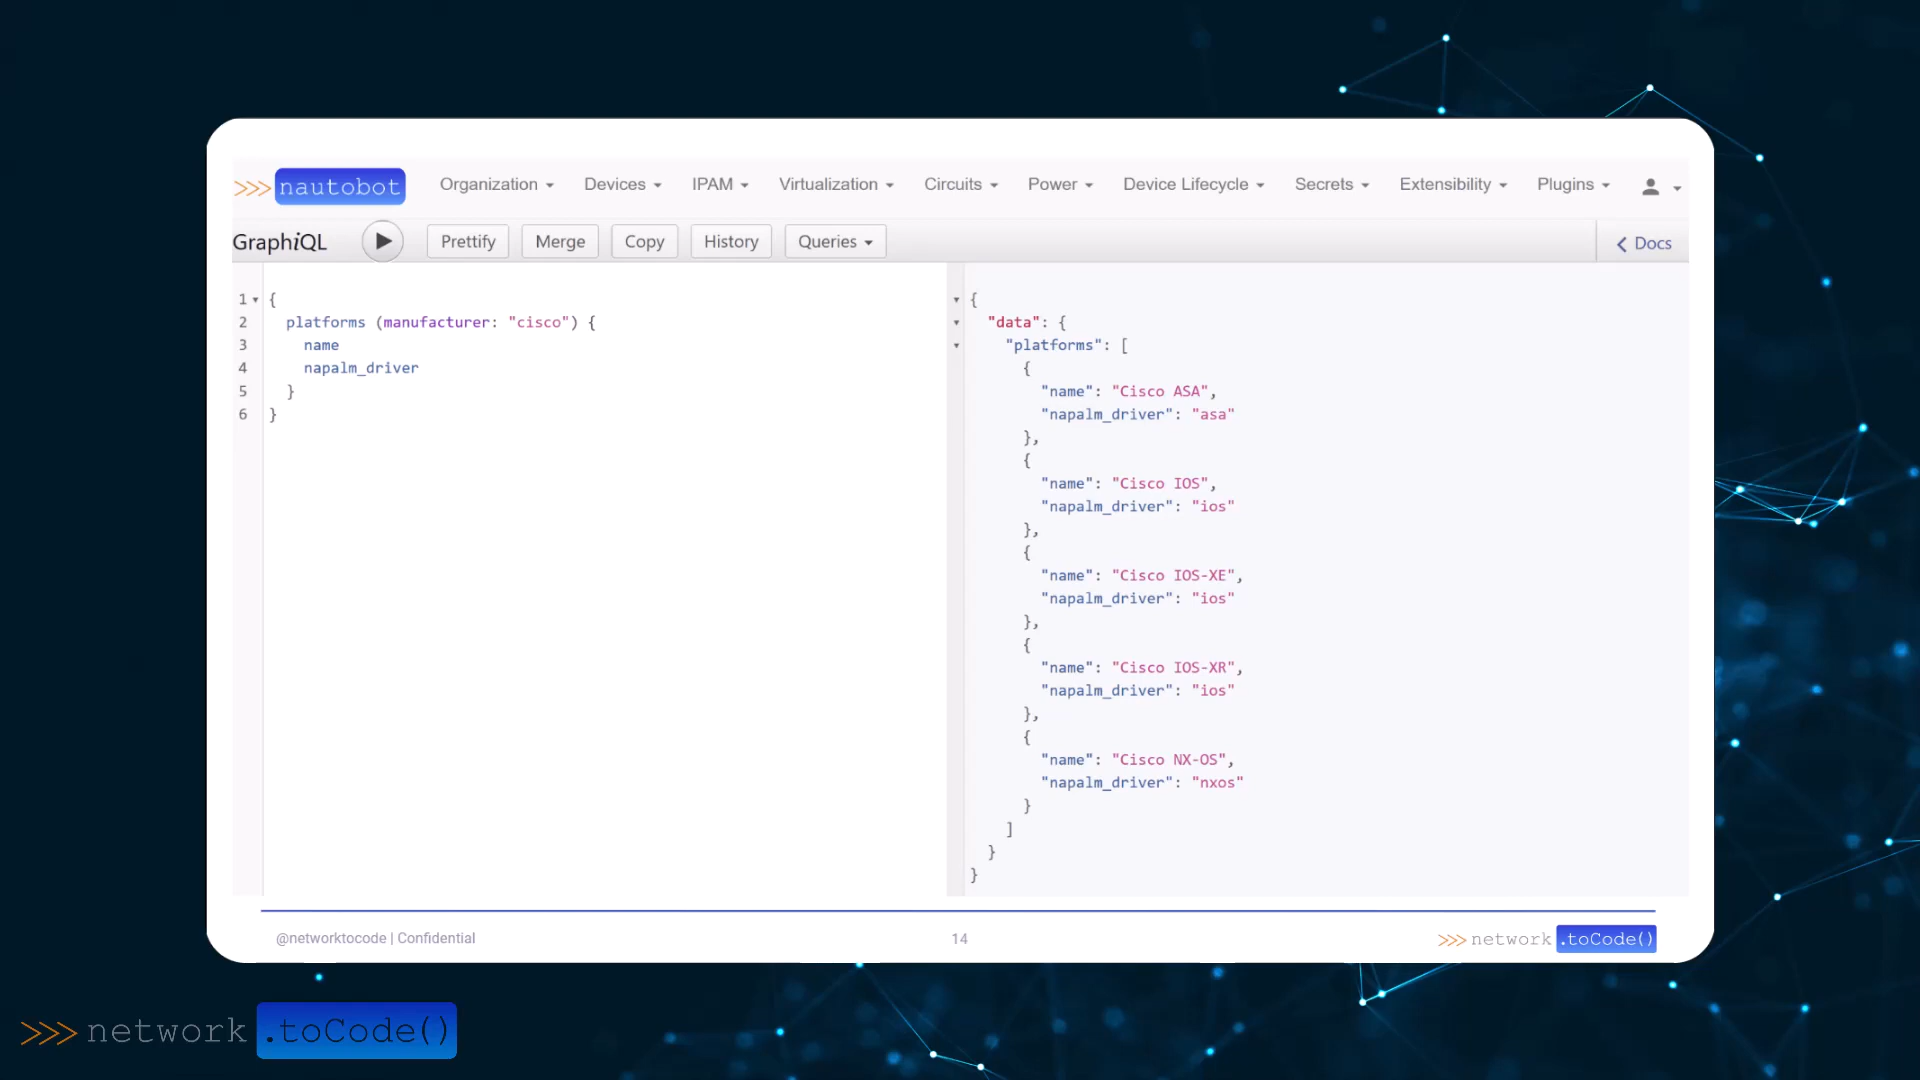 >>> nautobot Organization Devices IPAM Virtualization Circuits Power Device Lifecycle Secrets Extensibility Plugins
GraphiQL Prettify Merge Copy History Queries Docs
1 {
2 platforms (manufacturer: "cisco") {
3 name
4 napalm_driver
5 }
6 }
{
"data": {
"platforms": [
{
"name": "Cisco ASA",
"napalm_driver": "asa"
},
{
"name": "Cisco IOS",
"napalm_driver": "ios"
},
{
"name": "Cisco IOS-XE",
"napalm_driver": "ios"
},
{
"name": "Cisco IOS-XR",
"napalm_driver": "ios"
},
{
"name": "Cisco NX-OS",
"napalm_driver": "nxos"
}
]
}
}
@networktocode | Confidential 14 >>> network .toCode()
>>> network .toCode()